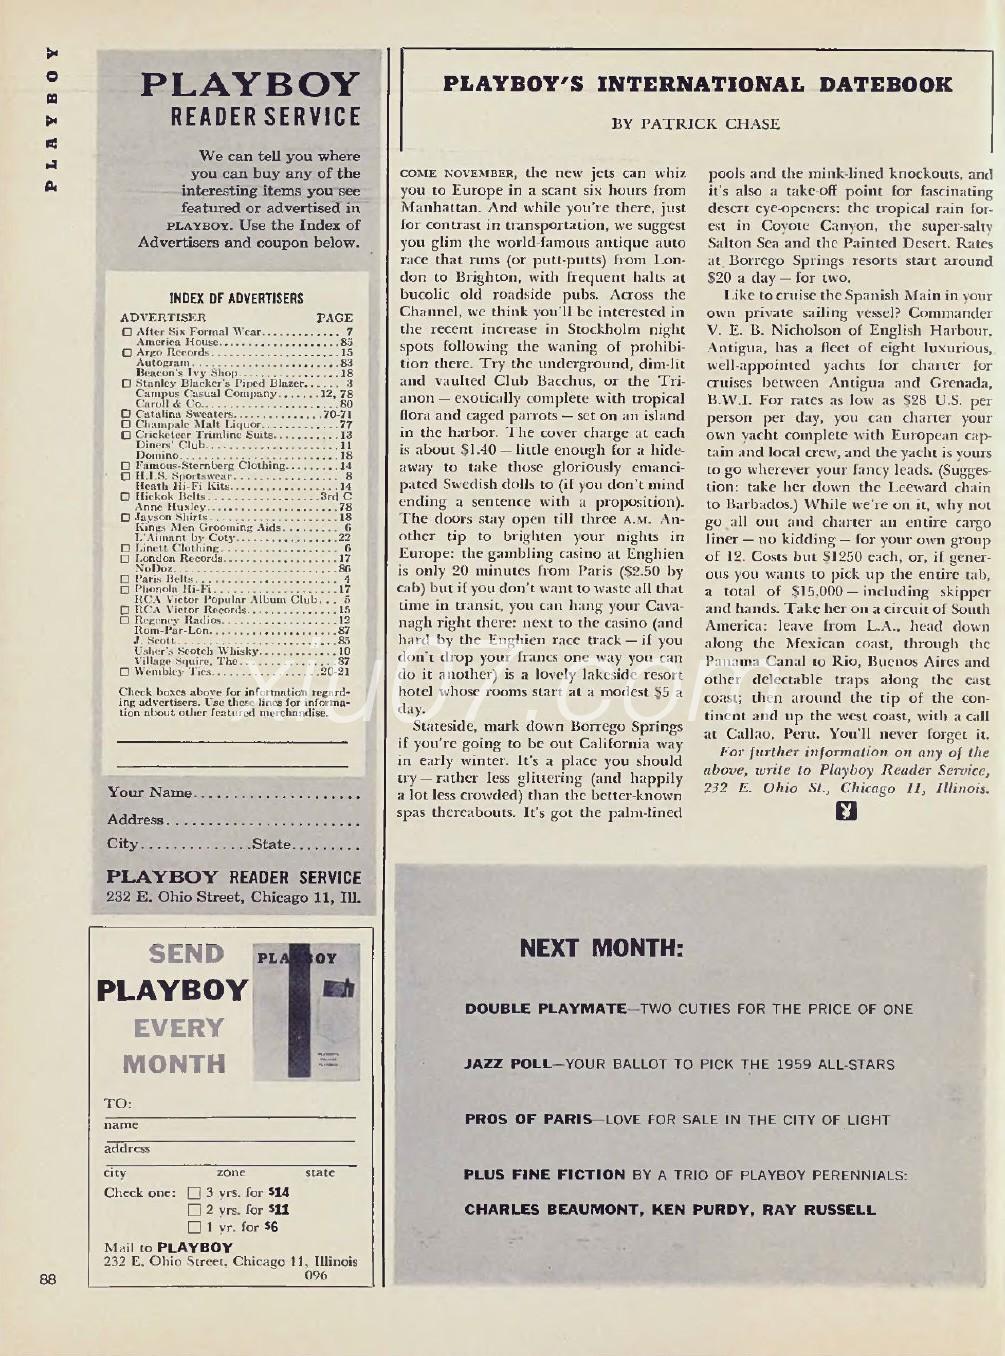 PLAYBOY
PLAYBOY
READER SERVICE
We can tell you where
you can buy any of the
interesting items you see
featured or advertised in
PLAYBOY. Use the Index of
Advertisers and coupon below.
INDEX OF ADVERTISERS
ADVERTISER PAGE
☐ After Six Formal Wear............ 7
America House...................85
☐ Argo Records....................15
Autogram........................83
Beacon's Ivy Shop...............18
☐ Stanley Blacker's Piped Blazer...... 3
Campus Casual Company.......12, 78
Caroll & Co.....................80
☐ Catalina Sweaters..............70-71
☐ Champale Malt Liquor............77
☐ Cricketeer Trimline Suits..........13
Diners' Club.....................11
Domino.........................18
☐ Famous-Sternberg Clothing.........14
☐ H.I.S. Sportswear................ 8
Heath Hi-Fi Kits.................14
☐ Hickok Belts..................3rd C
Anne Huxley.....................78
☐ Jayson Shirts....................18
Kings Men Grooming Aids......... 6
L'Aimant by Coty................22
☐ Linett Clothing................... 6
☐ London Records..................17
NoDoz..........................86
☐ Paris Belts....................... 4
☐ Phonola Hi-Fi....................17
RCA Victor Popular Album Club... 5
☐ RCA Victor Records..............15
☐ Regency Radios..................12
Rom-Par-Lon....................87
J. Scott.........................85
Usher's Scotch Whisky............10
Village Squire, The...............87
☐ Wembley Ties.................20-21
Check boxes above for information regard-
ing advertisers. Use these lines for informa-
tion about other featured merchandise.
Your Name.....................
Address........................
City..............State.........
PLAYBOY READER SERVICE
232 E. Ohio Street, Chicago 11, Ill.
SEND
PLAYBOY
EVERY
MONTH
PLA OY
TO:
name
address
city zone state
Check one: ☐ 3 yrs. for $14
☐ 2 yrs. for $11
☐ 1 yr. for $6
Mail to PLAYBOY
232 E. Ohio Street, Chicago 11, Illinois
096
88
PLAYBOY'S INTERNATIONAL DATEBOOK
BY PATRICK CHASE
COME NOVEMBER, the new jets can whiz
you to Europe in a scant six hours from
Manhattan. And while you're there, just
for contrast in transportation, we suggest
you glim the world-famous antique auto
race that runs (or putt-putts) from Lon-
don to Brighton, with frequent halts at
bucolic old roadside pubs. Across the
Channel, we think you'll be interested in
the recent increase in Stockholm night
spots following the waning of prohibi-
tion there. Try the underground, dim-lit
and vaulted Club Bacchus, or the Tri-
anon — exotically complete with tropical
flora and caged parrots — set on an island
in the harbor. The cover charge at each
is about $1.40 — little enough for a hide-
away to take those gloriously emanci-
pated Swedish dolls to (if you don't mind
ending a sentence with a proposition).
The doors stay open till three A.M. An-
other tip to brighten your nights in
Europe: the gambling casino at Enghien
is only 20 minutes from Paris ($2.50 by
cab) but if you don't want to waste all that
time in transit, you can hang your Cava-
nagh right there: next to the casino (and
hard by the Enghien race track — if you
don't drop your francs one way you can
do it another) is a lovely lakeside resort
hotel whose rooms start at a modest $5 a
day.
Stateside, mark down Borrego Springs
if you're going to be out California way
in early winter. It's a place you should
try — rather less glittering (and happily
a lot less crowded) than the better-known
spas thereabouts. It's got the palm-lined
pools and the mink-lined knockouts, and
it's also a take-off point for fascinating
desert eye-openers: the tropical rain for-
est in Coyote Canyon, the super-salty
Salton Sea and the Painted Desert. Rates
at Borrego Springs resorts start around
$20 a day — for two.
Like to cruise the Spanish Main in your
own private sailing vessel? Commander
V. E. B. Nicholson of English Harbour,
Antigua, has a fleet of eight luxurious,
well-appointed yachts for charter for
cruises between Antigua and Grenada,
B.W.I. For rates as low as $28 U.S. per
person per day, you can charter your
own yacht complete with European cap-
tain and local crew, and the yacht is yours
to go wherever your fancy leads. (Sugges-
tion: take her down the Leeward chain
to Barbados.) While we're on it, why not
go all out and charter an entire cargo
liner — no kidding — for your own group
of 12. Costs but $1250 each, or, if gener-
ous you wants to pick up the entire tab,
a total of $15,000 — including skipper
and hands. Take her on a circuit of South
America: leave from L.A., head down
along the Mexican coast, through the
Panama Canal to Rio, Buenos Aires and
other delectable traps along the east
coast; then around the tip of the con-
tinent and up the west coast, with a call
at Callao, Peru. You'll never forget it.
For further information on any of the
above, write to Playboy Reader Service,
232 E. Ohio St., Chicago 11, Illinois.
NEXT MONTH:
DOUBLE PLAYMATE—TWO CUTIES FOR THE PRICE OF ONE
JAZZ POLL—YOUR BALLOT TO PICK THE 1959 ALL-STARS
PROS OF PARIS—LOVE FOR SALE IN THE CITY OF LIGHT
PLUS FINE FICTION BY A TRIO OF PLAYBOY PERENNIALS:
CHARLES BEAUMONT, KEN PURDY, RAY RUSSELL
xiu07.com